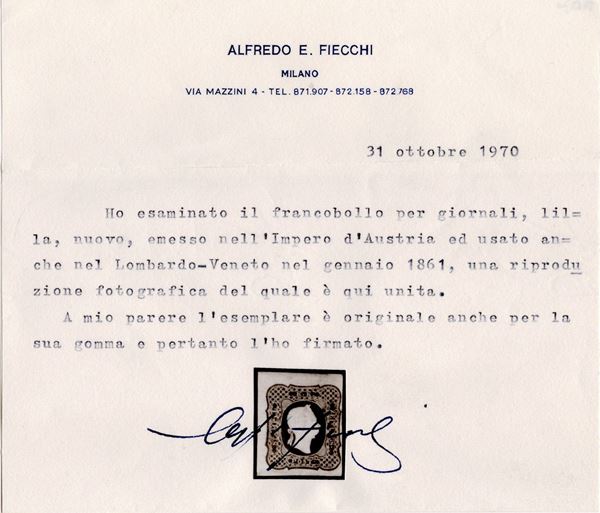 ALFREDO E. FIECCHI
MILANO
VIA MAZZINI 4 - TEL. 871.907 - 872.158 - 872.768
31 ottobre 1970
Ho esaminato il francobollo per giornali, lil=
la, nuovo, emesso nell'Impero d'Austria ed usato an=
che nel Lombardo-Veneto nel gennaio 1861, una riprodu
zione fotografica del quale è qui unita.
A mio parere l'esemplare è originale anche per la
sua gomma e pertanto l'ho firmato.